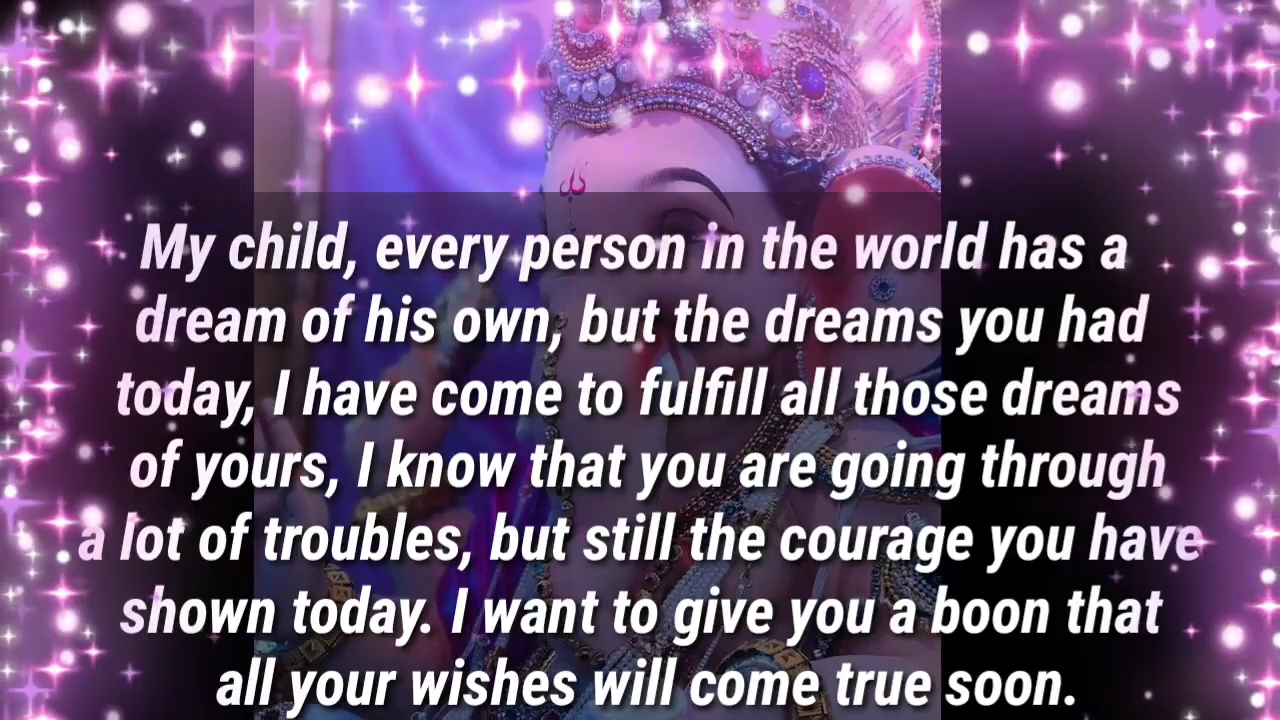 My child, every person in the world has a
dream of his own, but the dreams you had
today, I have come to fulfill all those dreams
of yours, I know that you are going through
a lot of troubles, but still the courage you have
shown today. I want to give you a boon that
all your wishes will come true soon.